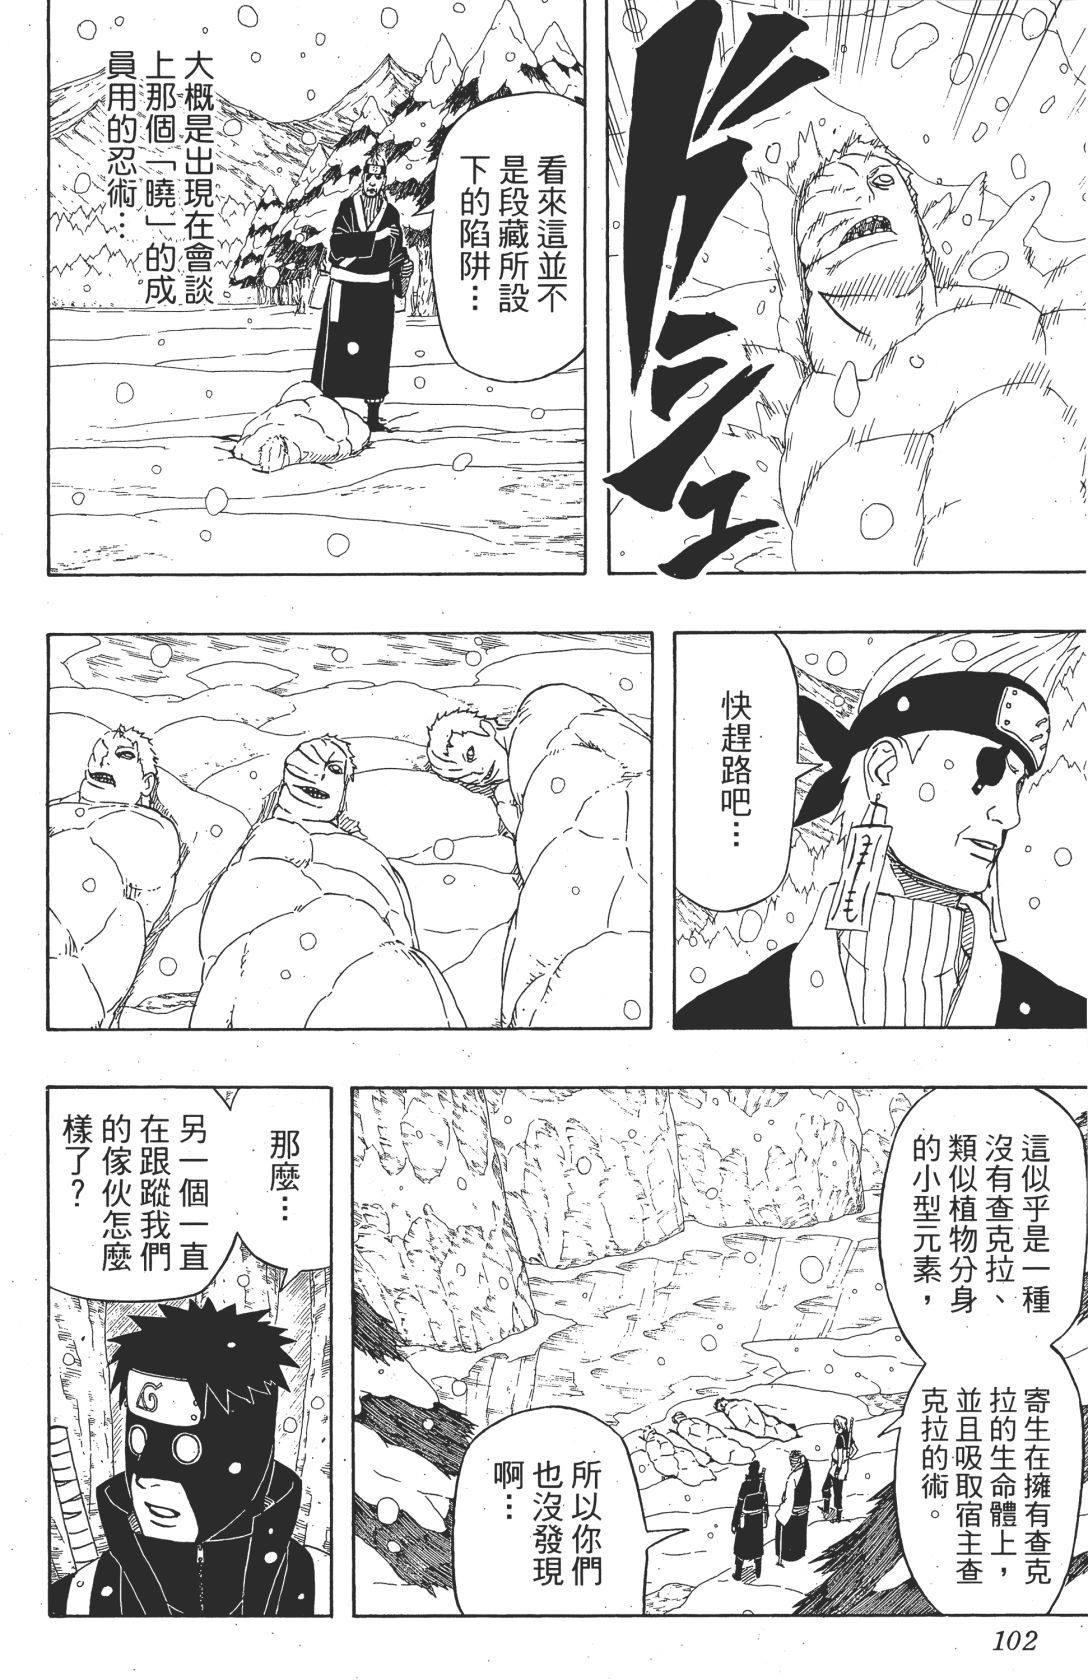 ドシュ
看來這並不
是段藏所設
下的陷阱…
大概是出現在會談
上那個「曉」的成
員用的忍術…
快趕路吧…
這似乎是一種
沒有查克拉、
類似植物分身
的小型元素，
寄生在擁有查克
拉的生命體上，
並且吸取宿主查
克拉的術。
所以你們
也沒發現
啊…
那麼…
另一個一直
在跟蹤我們
的傢伙怎麼
樣了？
102